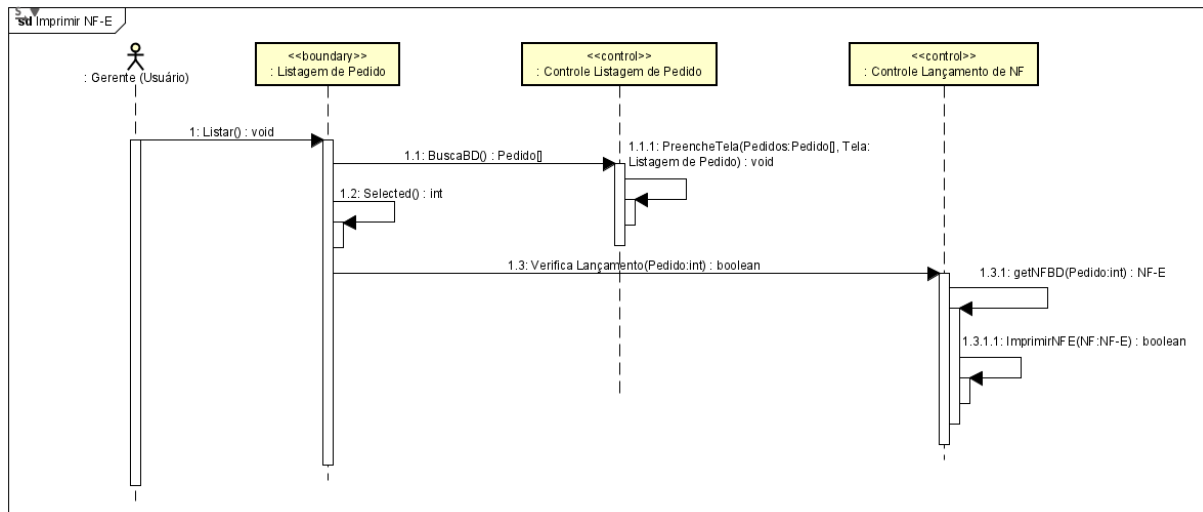 sd Imprimir NF-E
: Gerente (Usuário)
<<boundary>>
: Listagem de Pedido
<<control>>
: Controle Listagem de Pedido
<<control>>
: Controle Lançamento de NF
1: Listar() : void
1.1: BuscaBD() : Pedido[]
1.1.1: PreencheTela(Pedidos:Pedido[], Tela:
Listagem de Pedido) : void
1.2: Selected() : int
1.3: Verifica Lançamento(Pedido:int) : boolean
1.3.1: getNFBD(Pedido:int) : NF-E
1.3.1.1: ImprimirNFE(NF:NF-E) : boolean